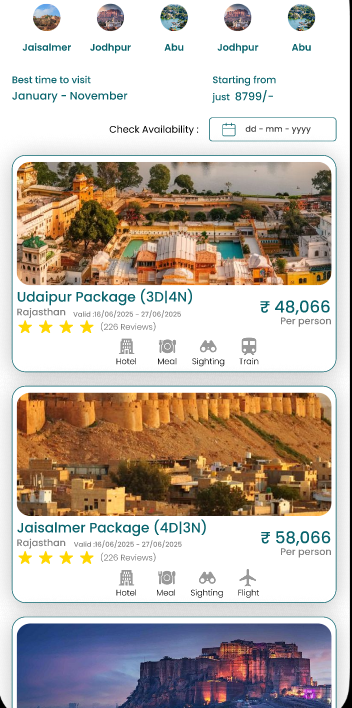 Jaisalmer Jodhpur Abu Jodhpur Abu
Best time to visit
January - November
Starting from
just 8799/-
Check Availability :
dd - mm - yyyy
Udaipur Package (3D|4N)
Rajasthan Valid :16/06/2025 - 27/06/2025
(226 Reviews)
₹ 48,066
Per person
Hotel Meal Sighting Train
Jaisalmer Package (4D|3N)
Rajasthan Valid :16/06/2025 - 27/06/2025
(226 Reviews)
₹ 58,066
Per person
Hotel Meal Sighting Flight